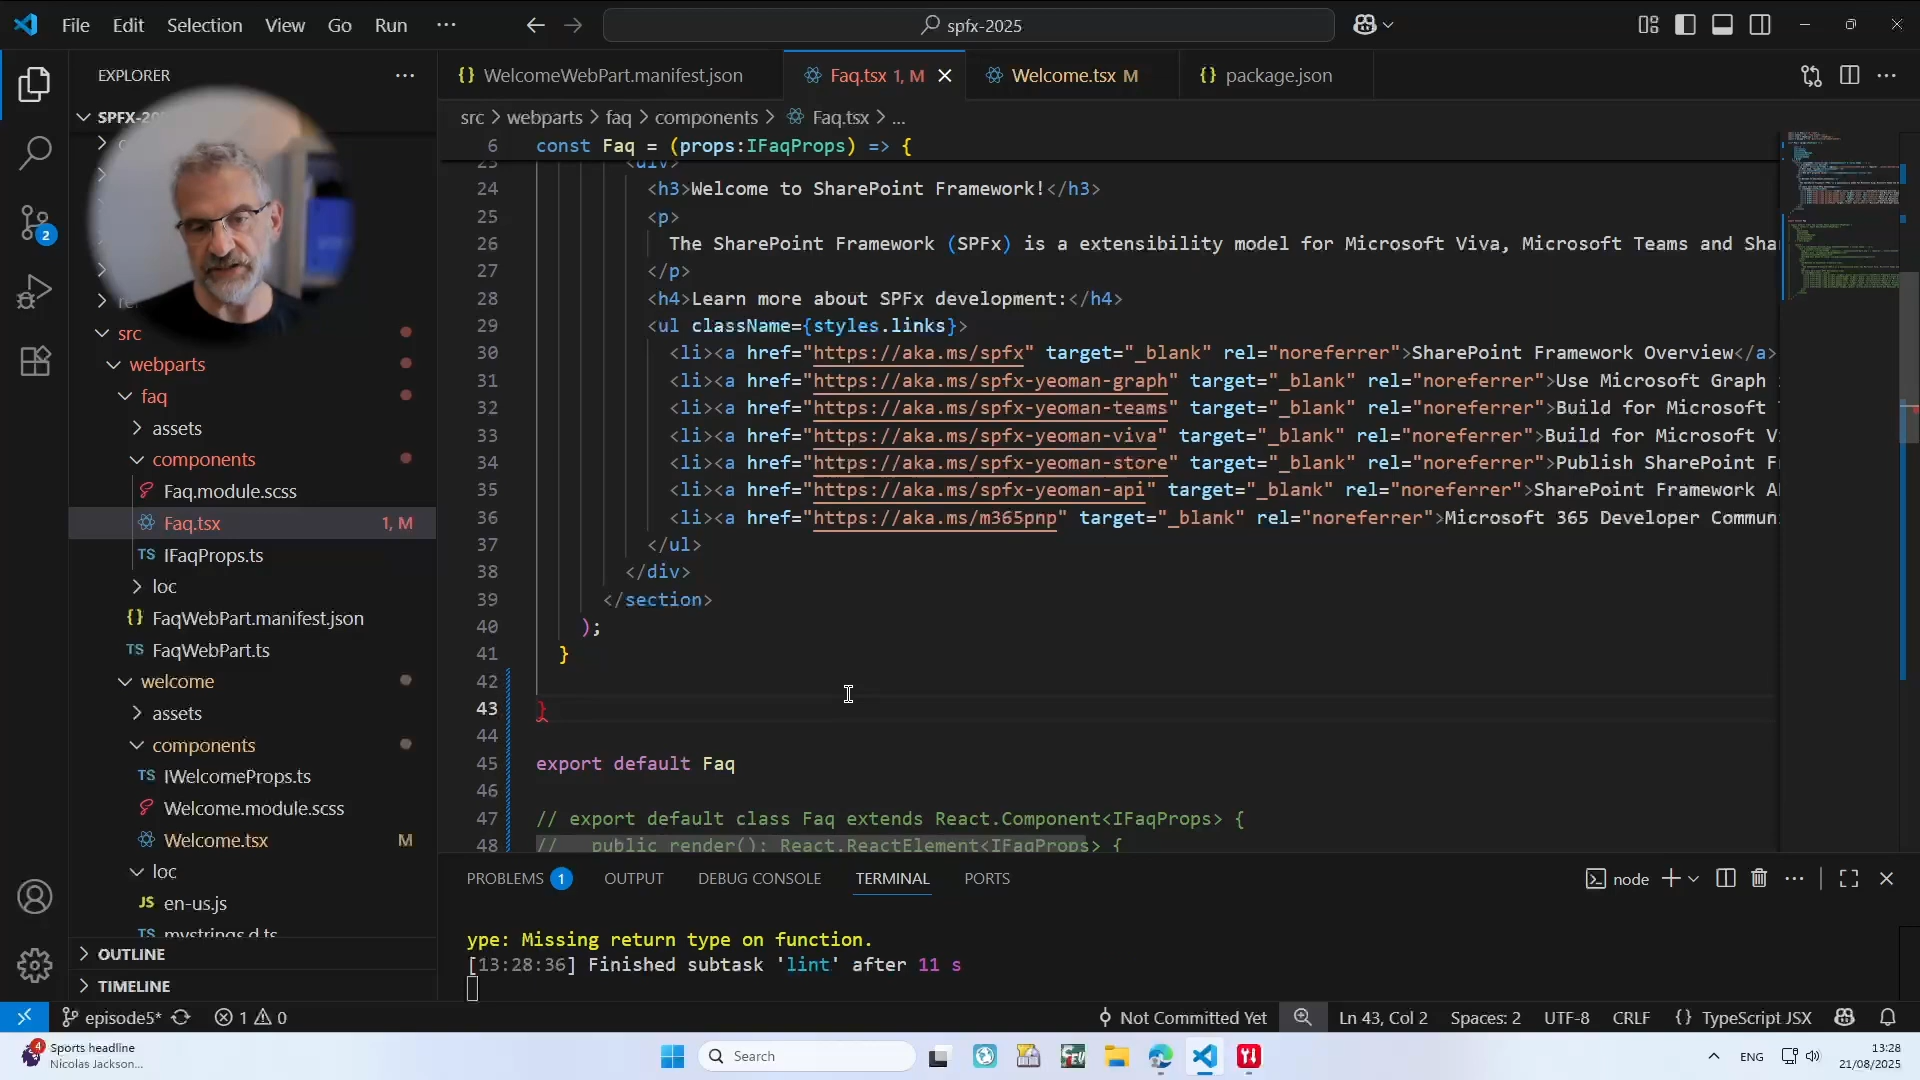 File Edit Selection View Go Run
spfx-2025
EXPLORER
SPFX-20
src
webparts
faq
assets
components
Faq.module.scss
Faq.tsx 1, M
IFaqProps.ts
loc
FaqWebPart.manifest.json
FaqWebPart.ts
welcome
assets
components
IWelcomeProps.ts
Welcome.module.scss
Welcome.tsx M
loc
en-us.js
mystrings.d.ts
OUTLINE
TIMELINE
WelcomeWebPart.manifest.json
Faq.tsx 1, M
Welcome.tsx M
package.json
src > webparts > faq > components > Faq.tsx > ...
6 const Faq = (props:IFaqProps) => {
23 <div>
24 <h3>Welcome to SharePoint Framework!</h3>
25 <p>
26 The SharePoint Framework (SPFx) is a extensibility model for Microsoft Viva, Microsoft Teams and Sha
27 </p>
28 <h4>Learn more about SPFx development:</h4>
29 <ul className={styles.links}>
30 <li><a href="https://aka.ms/spfx" target="_blank" rel="noreferrer">SharePoint Framework Overview</a>
31 <li><a href="https://aka.ms/spfx-yeoman-graph" target="_blank" rel="noreferrer">Use Microsoft Graph
32 <li><a href="https://aka.ms/spfx-yeoman-teams" target="_blank" rel="noreferrer">Build for Microsoft
33 <li><a href="https://aka.ms/spfx-yeoman-viva" target="_blank" rel="noreferrer">Build for Microsoft V
34 <li><a href="https://aka.ms/spfx-yeoman-store" target="_blank" rel="noreferrer">Publish SharePoint F
35 <li><a href="https://aka.ms/spfx-yeoman-api" target="_blank" rel="noreferrer">SharePoint Framework A
36 <li><a href="https://aka.ms/m365pnp" target="_blank" rel="noreferrer">Microsoft 365 Developer Commun
37 </ul>
38 </div>
39 </section>
40 );
41 }
42
43 }
44
45 export default Faq
46
47 // export default class Faq extends React.Component<IFaqProps> {
48 // public render(): React.ReactElement<IFaqProps> {
PROBLEMS 1 OUTPUT DEBUG CONSOLE TERMINAL PORTS
node
ype: Missing return type on function.
[13:28:36] Finished subtask 'lint' after 11 s
2
episode5* 1 0
Not Committed Yet Ln 43, Col 2 Spaces: 2 UTF-8 CRLF {} TypeScript JSX
4 Sports headline
Nicolas Jackson...
Search
ENG
13:28
21/08/2025